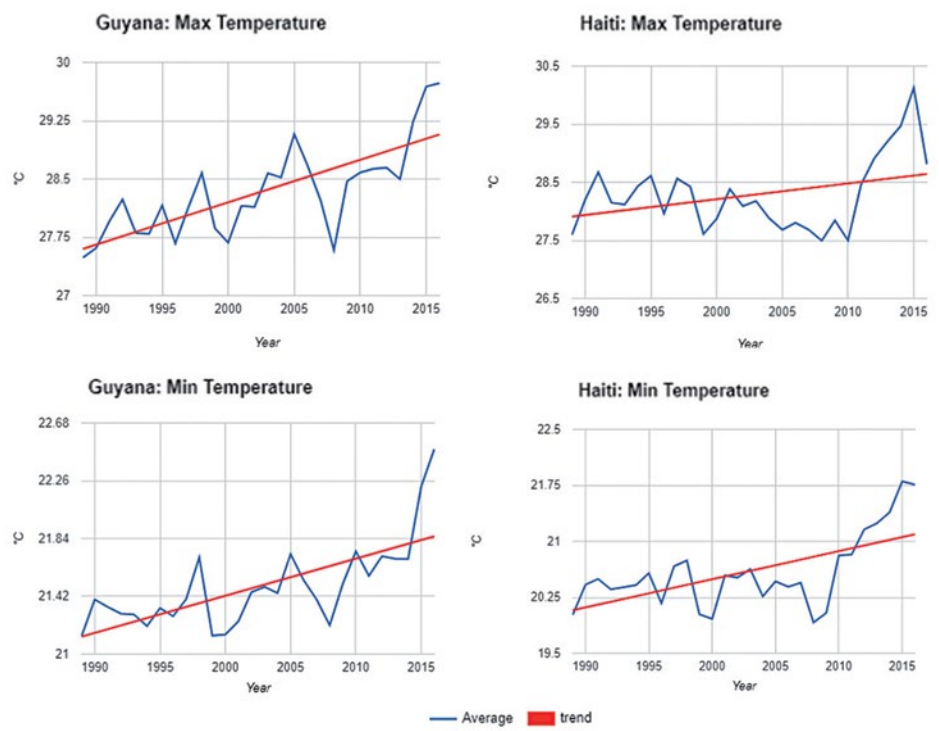 Guyana: Max Temperature
30
29.25
28.5
27.75
27
°C
1990 1995 2000 2005 2010 2015
Year
Haiti: Max Temperature
30.5
29.5
28.5
27.5
26.5
°C
1990 1995 2000 2005 2010 2015
Year
Guyana: Min Temperature
22.68
22.26
21.84
21.42
21
°C
1990 1995 2000 2005 2010 2015
Year
Haiti: Min Temperature
22.5
21.75
21
20.25
19.5
°C
1990 1995 2000 2005 2010 2015
Year
Average trend